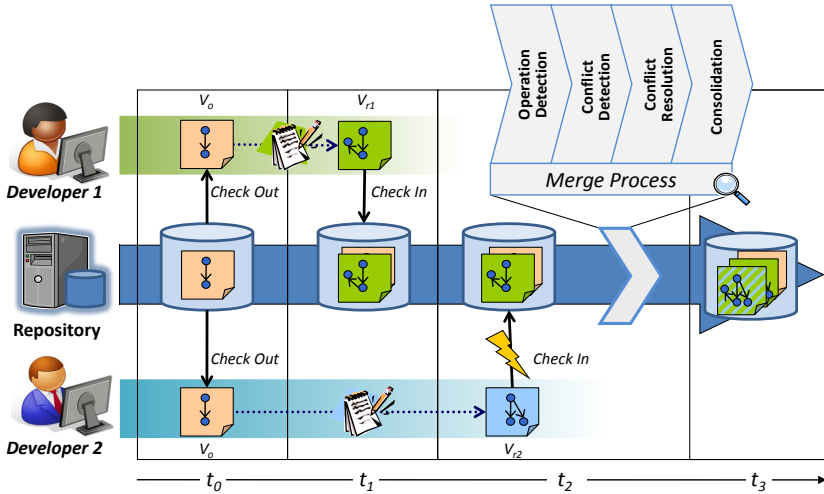 Operation
Detection
Conflict
Detection
Conflict
Resolution
Consolidation
Merge Process
Vo
Vr1
Developer 1
Check Out
Check In
Repository
Check Out
Check In
Developer 2
Vo
Vr2
t0
t1
t2
t3